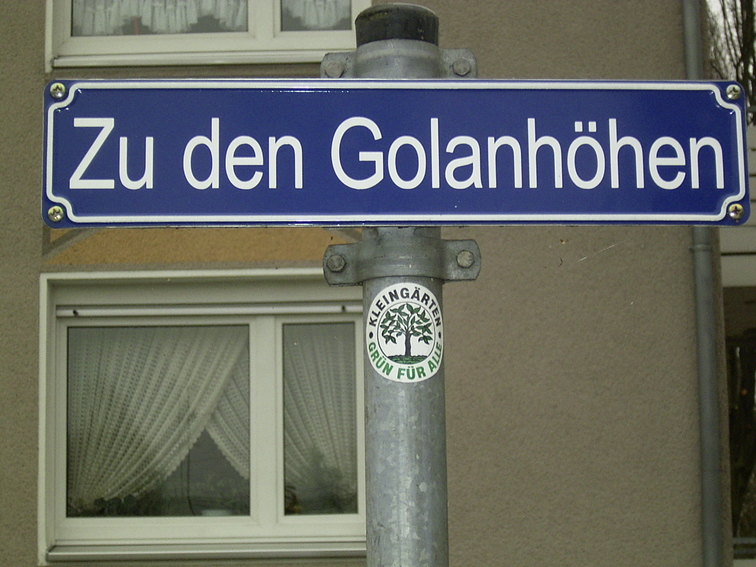 Zu den Golanhöhen
• KLEINGÄRTEN •
GRÜN FÜR ALLE